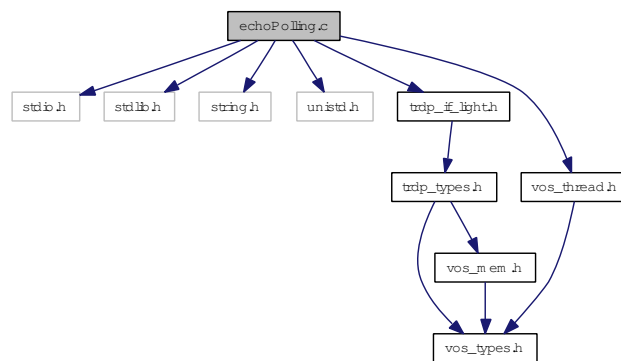 echoPolling.c
stdio.h
stdlib.h
string.h
unistd.h
trdp_if_light.h
trdp_types.h
vos_thread.h
vos_mem.h
vos_types.h